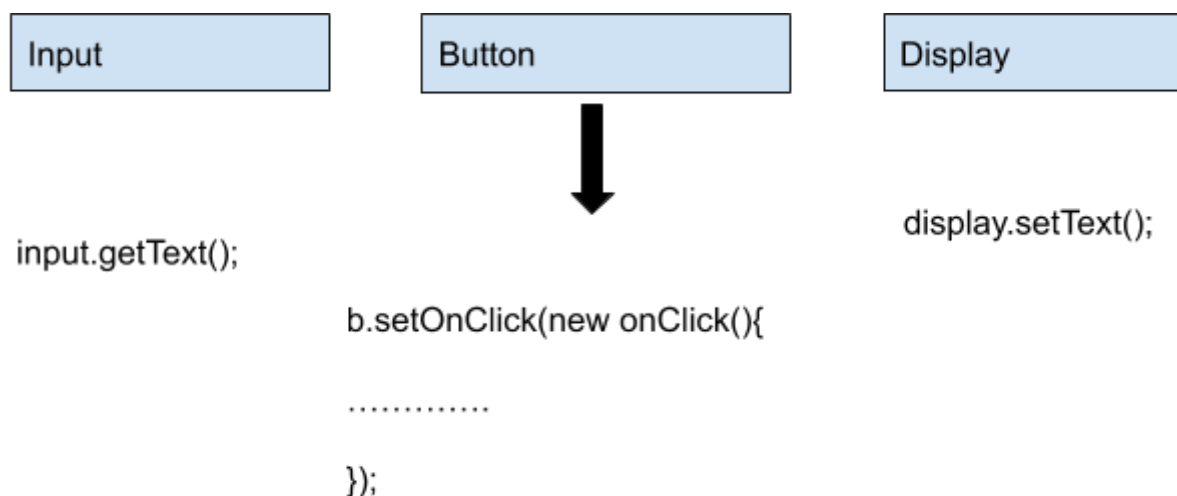 Input
Button
Display
input.getText();
display.setText();
b.setOnClick(new onClick(){
.............
});